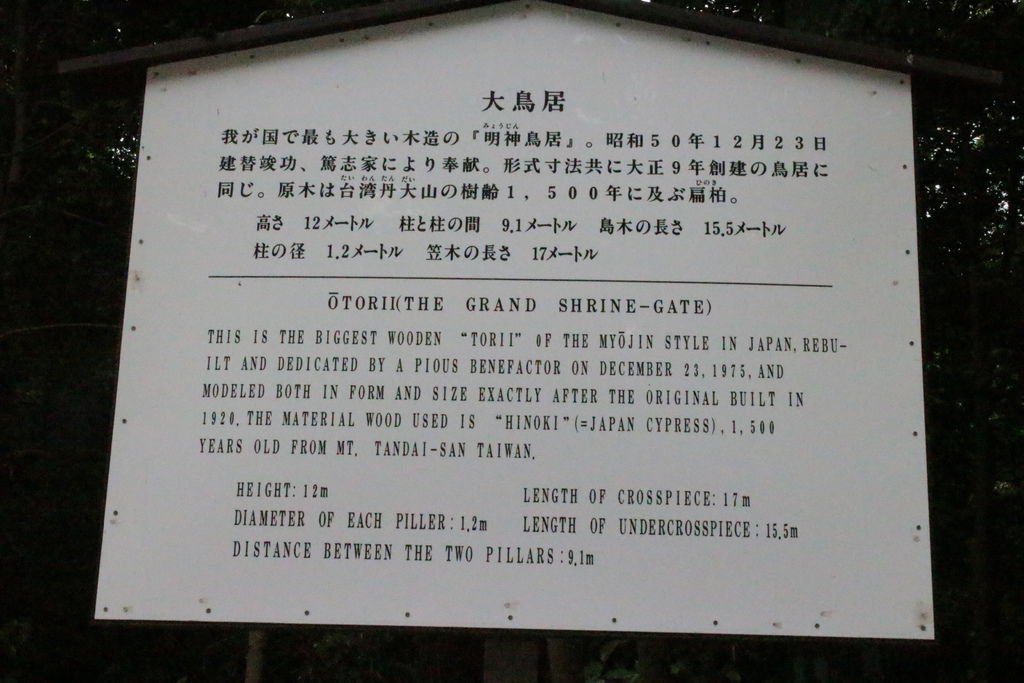 大鳥居
我が国で最も大きい木造の『明神鳥居』。昭和50年12月23日
建替竣功、篤志家により奉献。形式寸法共に大正9年創建の鳥居に
同じ。原木は台湾丹大山の樹齢1,500年に及ぶ扁柏。
高さ 12メートル 柱と柱の間 9.1メートル 島木の長さ 15.5メートル
柱の径 1.2メートル 笠木の長さ 17メートル
ŌTORII(THE GRAND SHRINE-GATE)
THIS IS THE BIGGEST WOODEN “TORII” OF THE MYŌJIN STYLE IN JAPAN, REBU-
ILT AND DEDICATED BY A PIOUS BENEFACTOR ON DECEMBER 23, 1975, AND
MODELED BOTH IN FORM AND SIZE EXACTLY AFTER THE ORIGINAL BUILT IN
1920. THE MATERIAL WOOD USED IS “HINOKI”(=JAPAN CYPRESS), 1,500
YEARS OLD FROM MT. TANDAI-SAN TAIWAN.
HEIGHT: 12m LENGTH OF CROSSPIECE: 17m
DIAMETER OF EACH PILLER: 1.2m LENGTH OF UNDERCROSSPIECE: 15.5m
DISTANCE BETWEEN THE TWO PILLARS: 9.1m